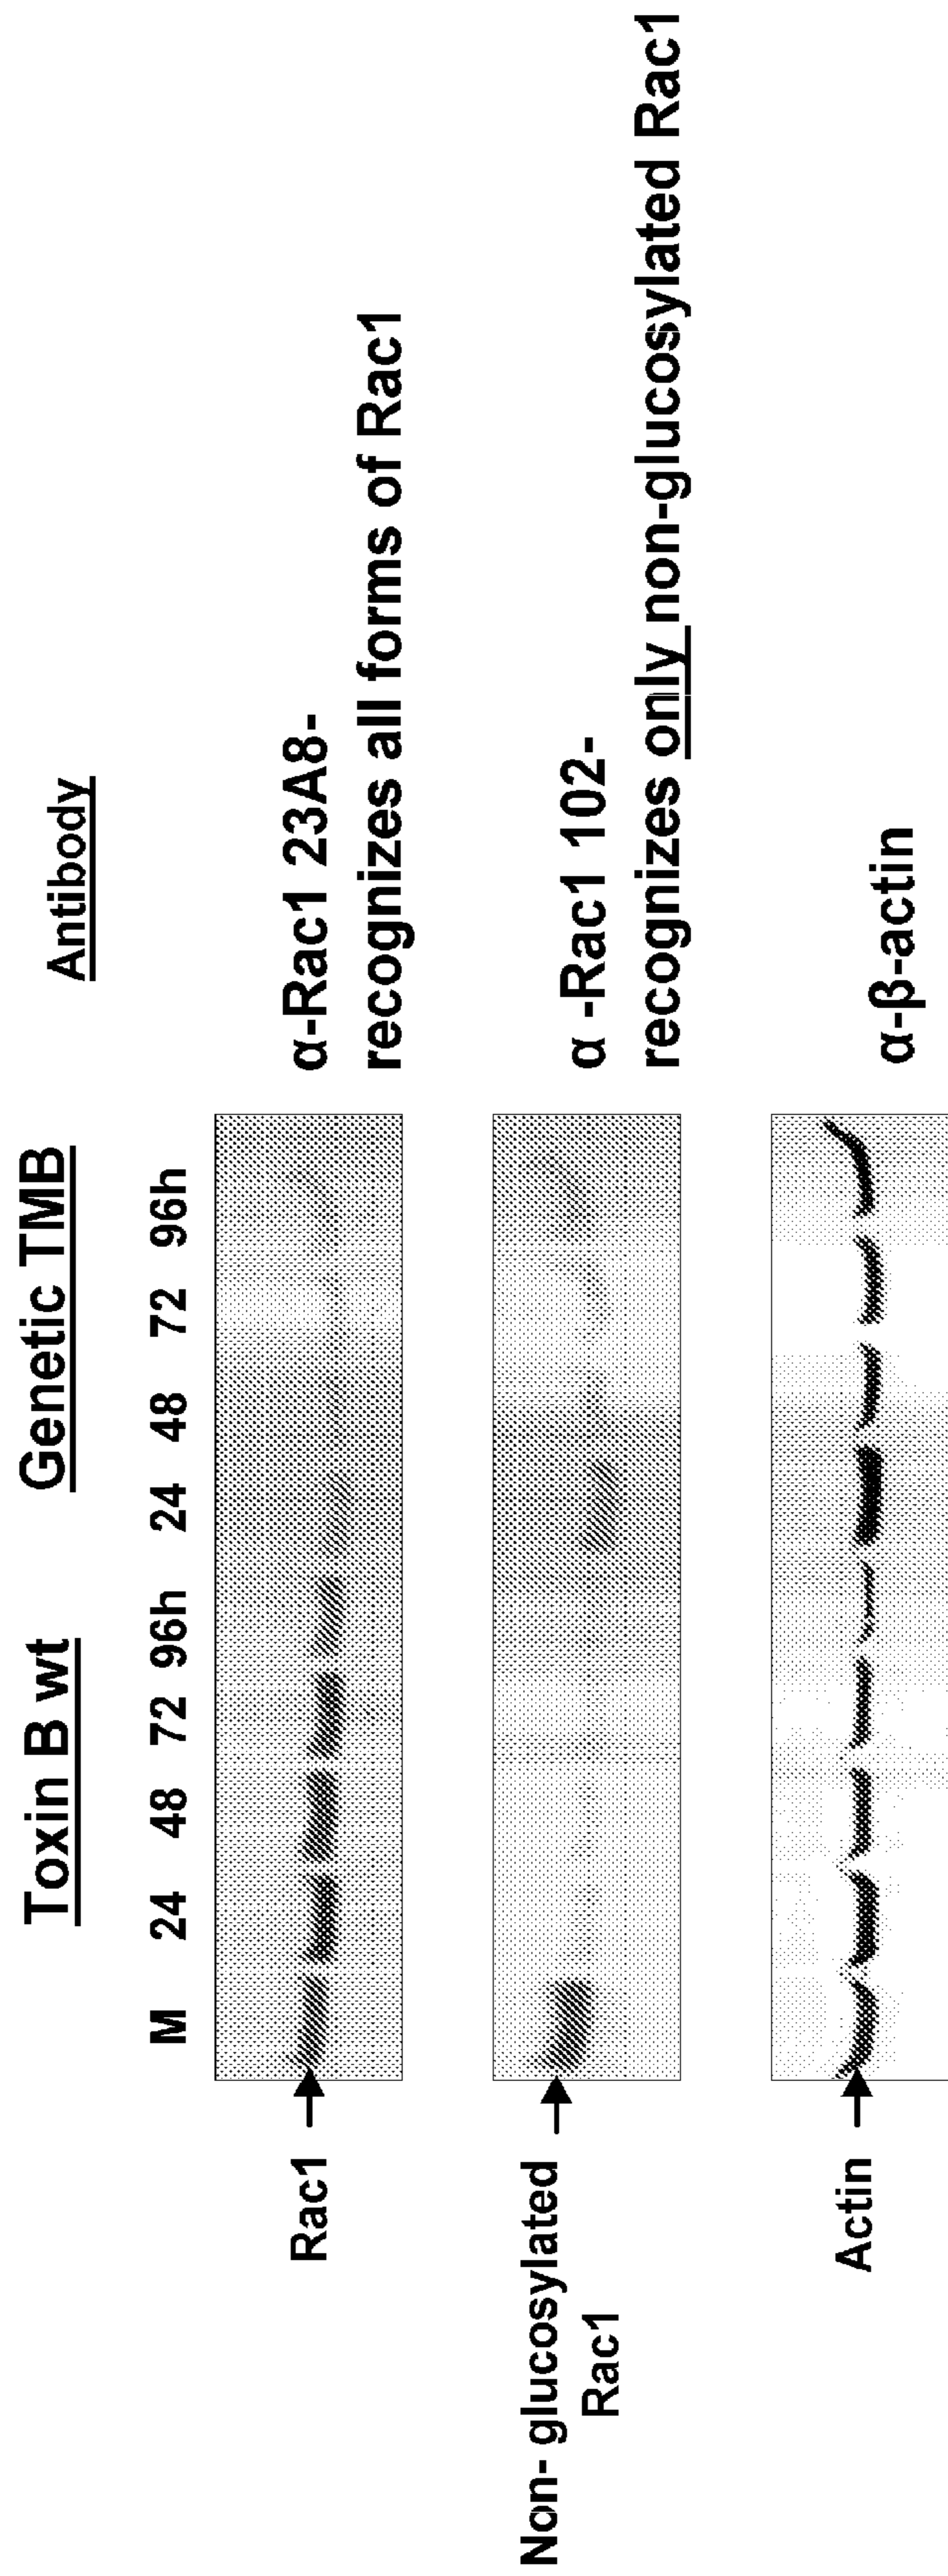 Toxin B wt
Genetic TMB
Antibody
M 24 48 72 96h 24 48 72 96h
Rac1
α-Rac1 23A8-
recognizes all forms of Rac1
Non- glucosylated
Rac1
α -Rac1 102-
recognizes only non-glucosylated Rac1
Actin
α-β-actin